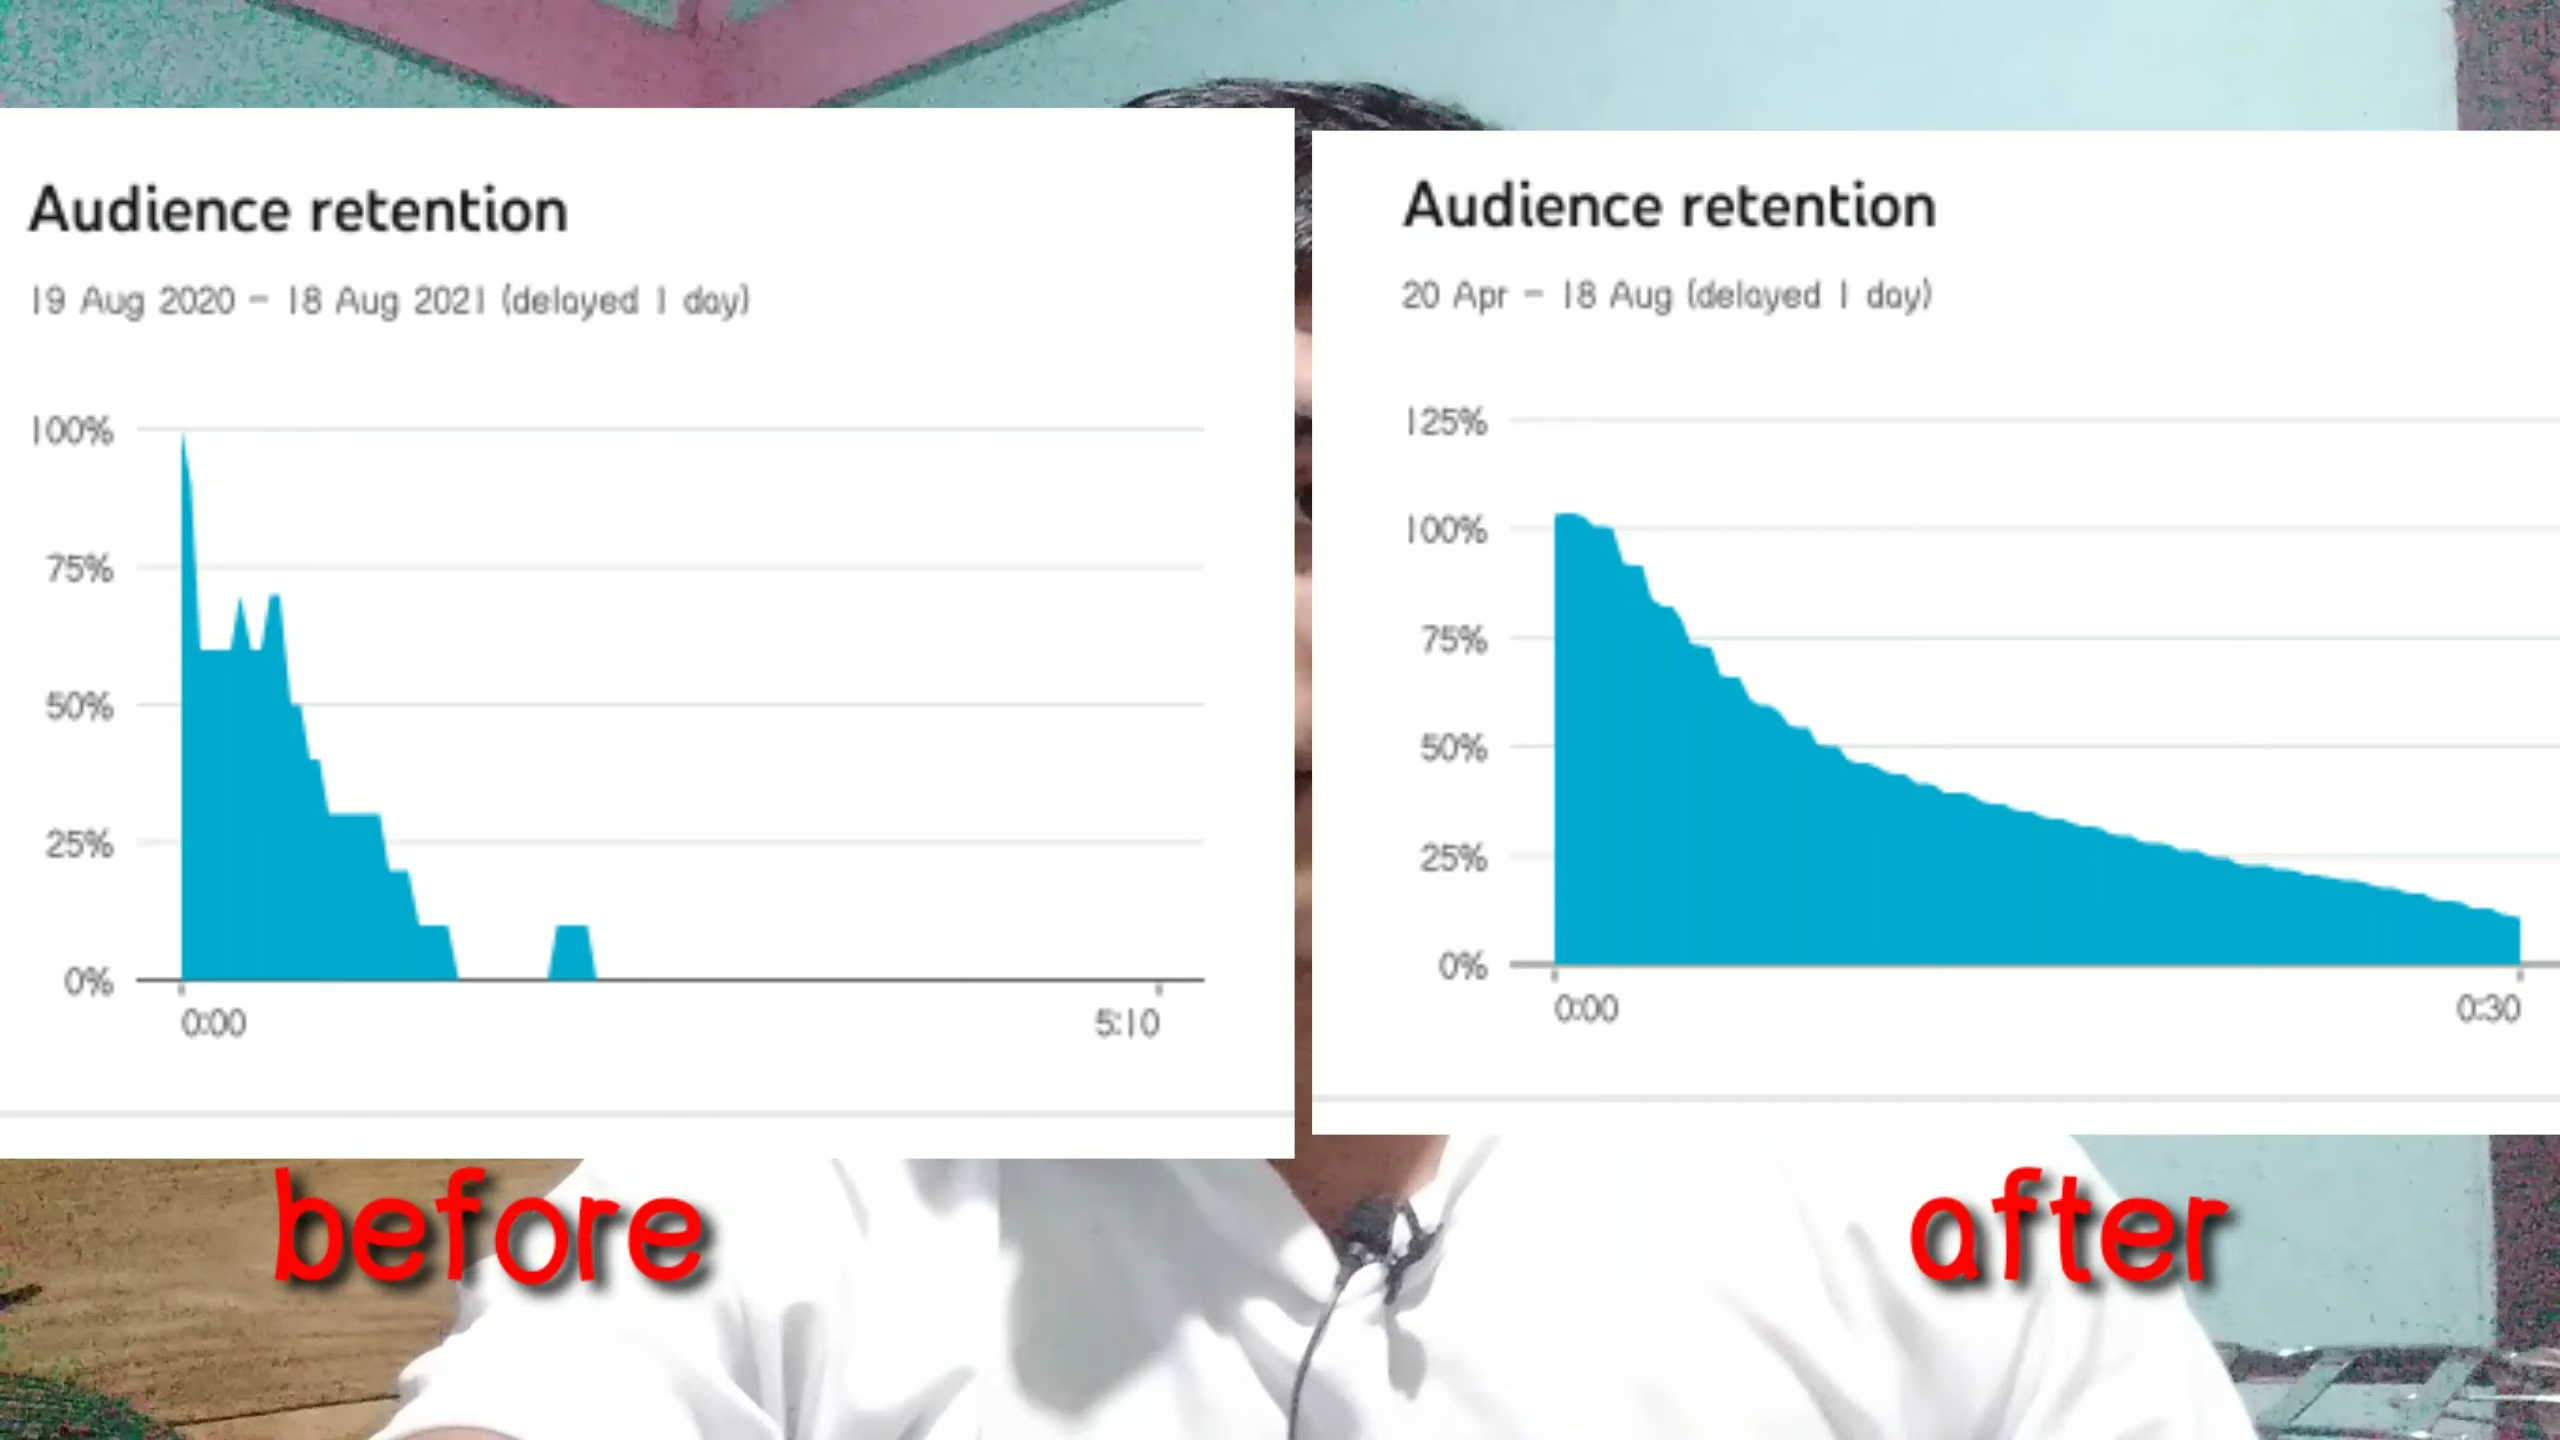 Audience retention
19 Aug 2020 – 18 Aug 2021 (delayed 1 day)
100%
75%
50%
25%
0%
0:00
5:10
before
Audience retention
20 Apr – 18 Aug (delayed 1 day)
125%
100%
75%
50%
25%
0%
0:00
0:30
after